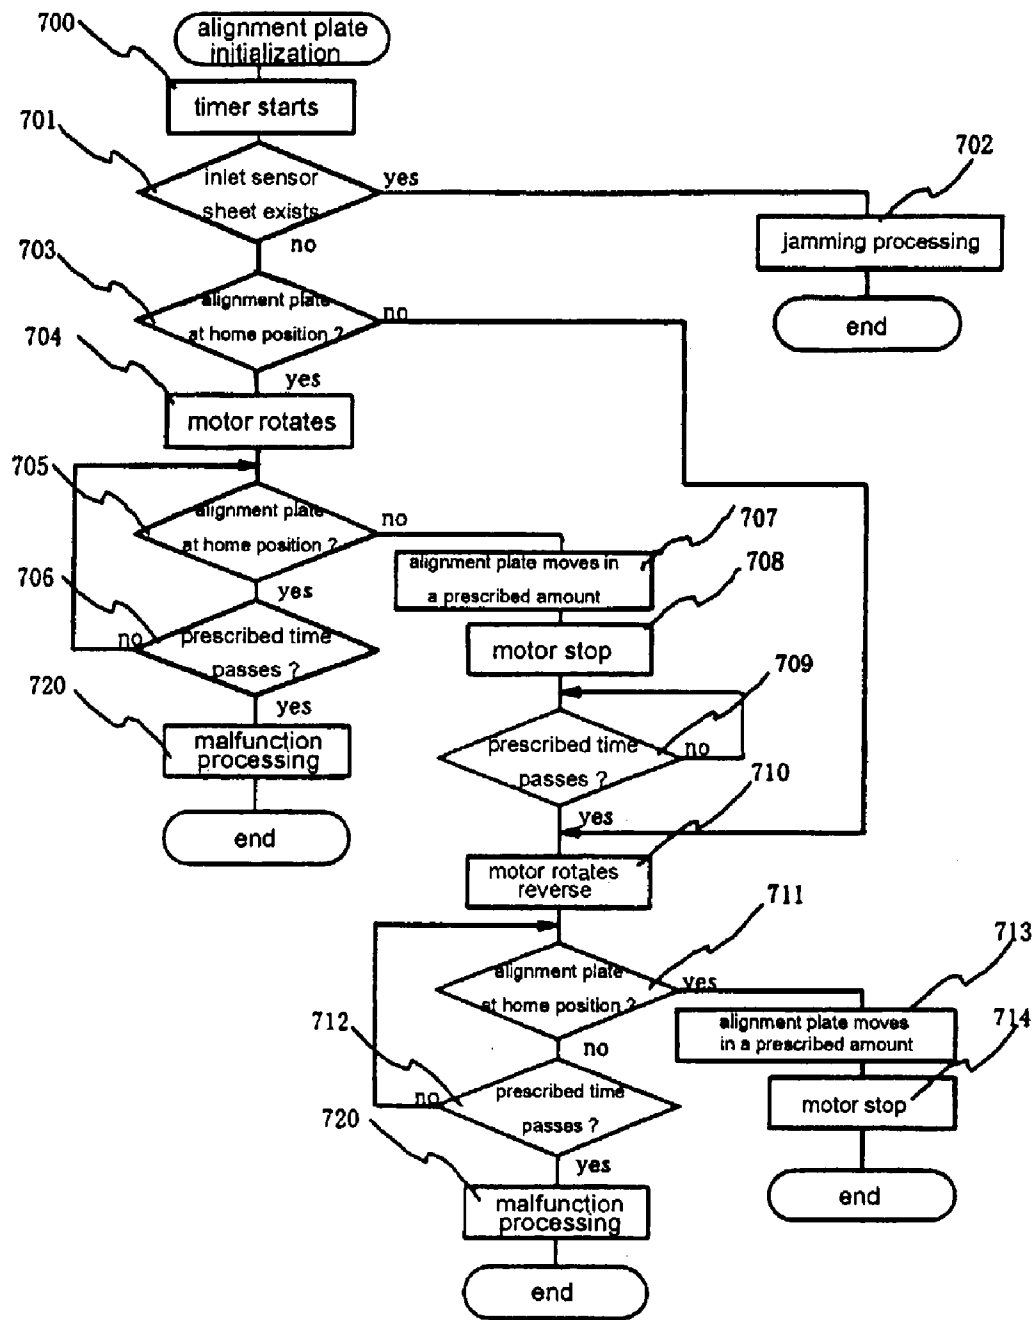 700
alignment plate
initialization
timer starts
701
inlet sensor
sheet exists
yes
no
702
jamming processing
end
703
alignment plate
at home position ?
no
yes
704
motor rotates
705
alignment plate
at home position ?
no
yes
706
prescribed time
passes ?
no
yes
720
malfunction
processing
end
707
alignment plate moves in
a prescribed amount
708
motor stop
709
prescribed time
passes ?
no
yes
710
motor rotates
reverse
711
alignment plate
at home position ?
yes
no
712
prescribed time
passes ?
no
yes
720
malfunction
processing
end
713
alignment plate moves
in a prescribed amount
714
motor stop
end